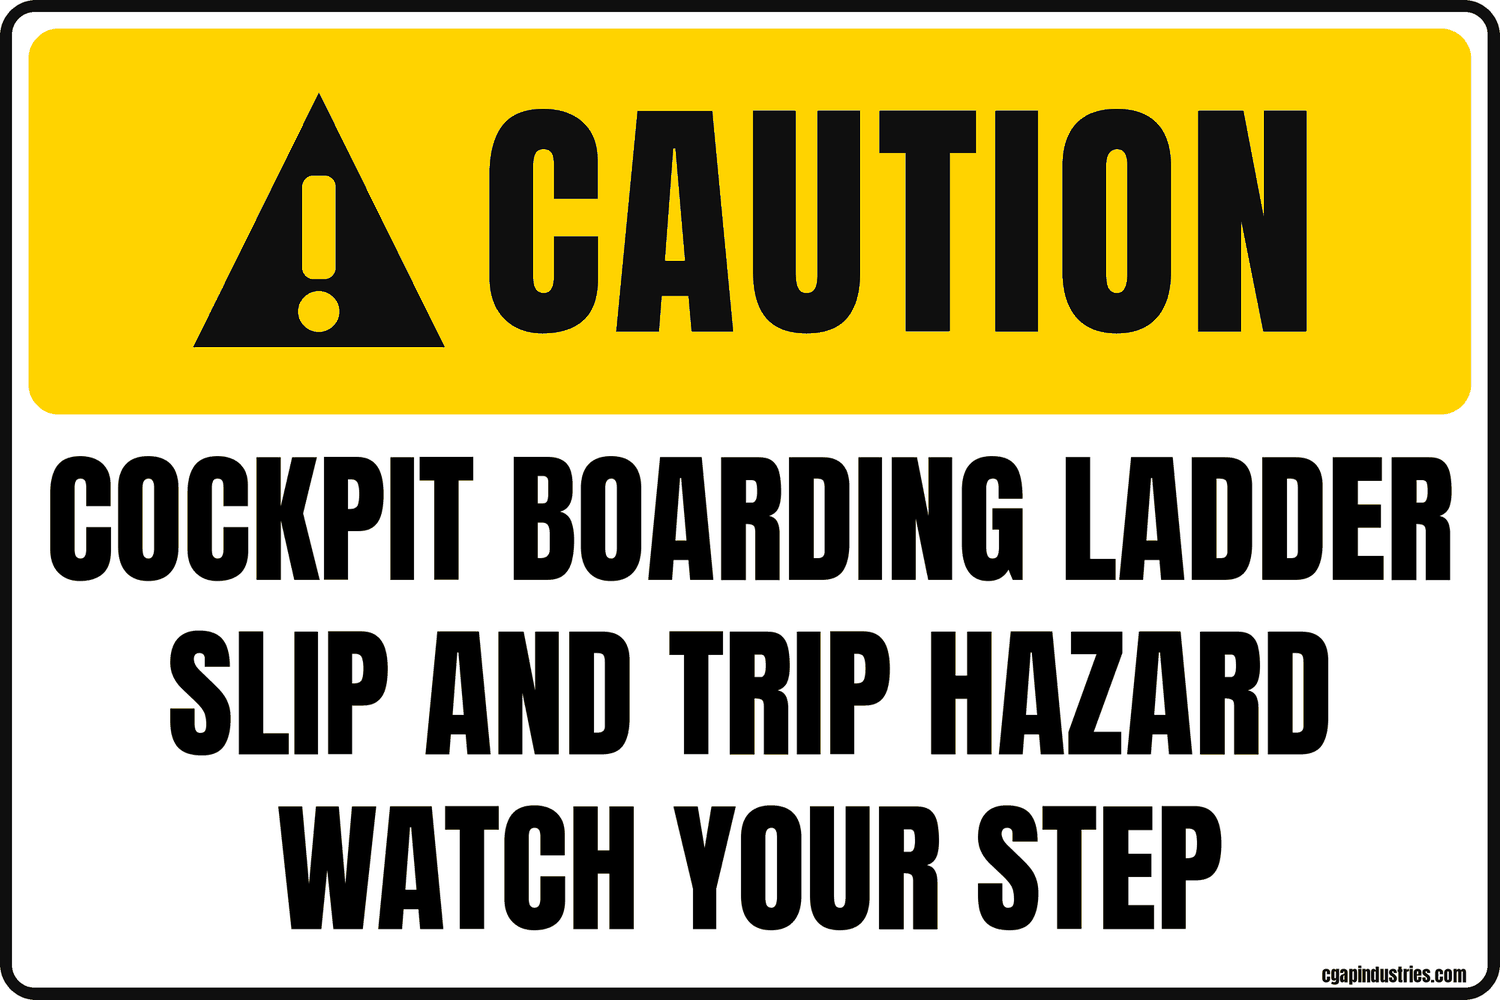 CAUTION
COCKPIT BOARDING LADDER
SLIP AND TRIP HAZARD
WATCH YOUR STEP
cgapindustries.com